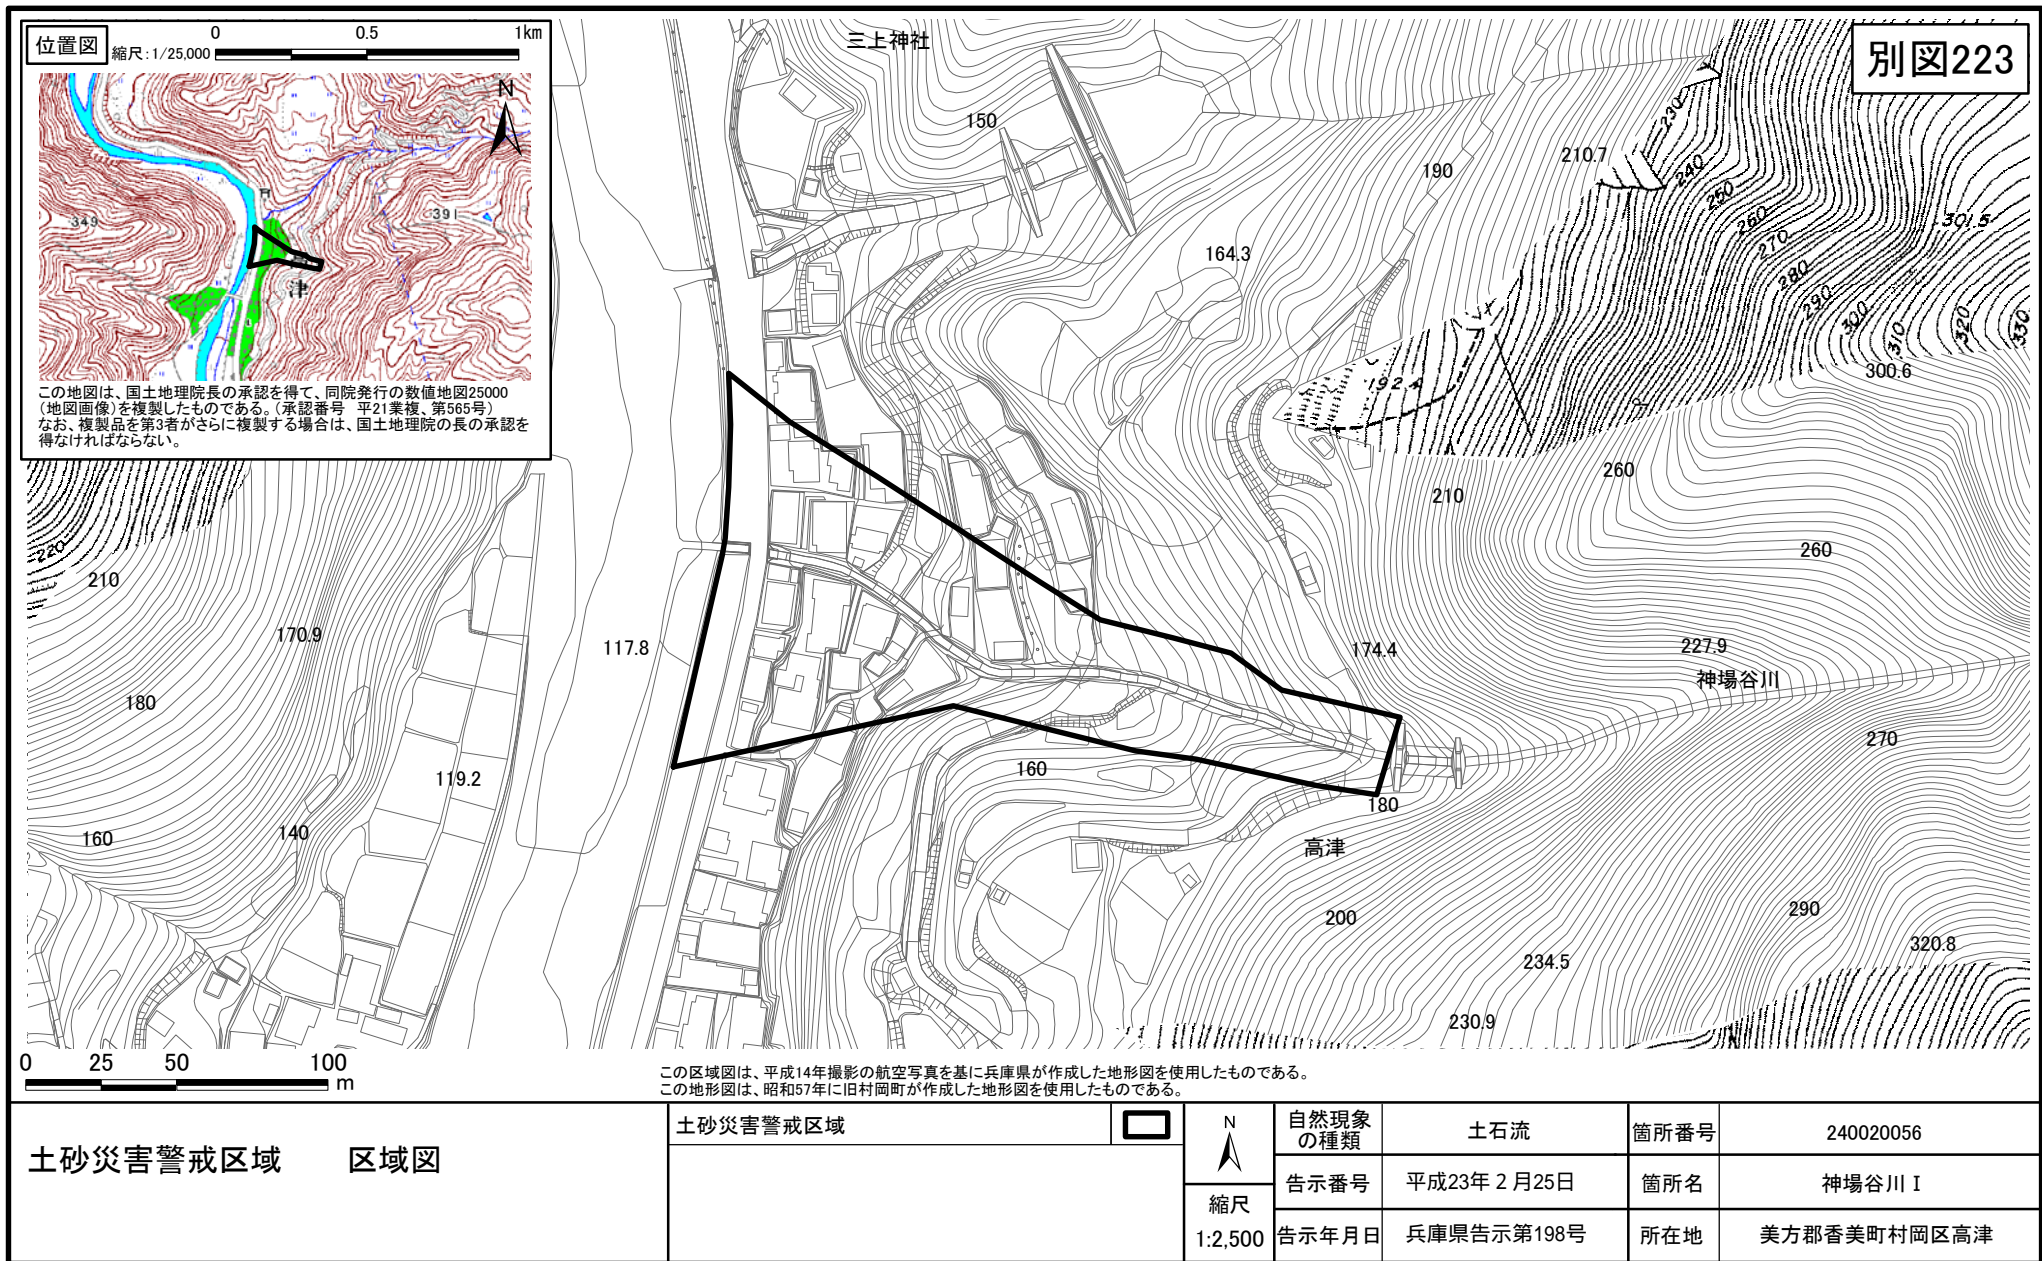 位置図
縮尺：1/25,000
0 0.5 1km
N
349
391
津
この地図は、国土地理院長の承認を得て、同院発行の数値地図25000
（地図画像）を複製したものである。（承認番号　平21業複、第565号）
なお、複製品を第3者がさらに複製する場合は、国土地理院の長の承認を
得なければならない。
別図223
三上神社
150
190
210.7
230
240
250
260
270
280
290
300
310
320
330
301.5
164.3
192.
300.6
260
210
260
220
210
170.9
117.8
174.4
227.9
神場谷川
180
270
119.2
160
180
160
140
高津
200
290
320.8
234.5
230.9
0 25 50 100
m
この区域図は、平成14年撮影の航空写真を基に兵庫県が作成した地形図を使用したものである。
この地形図は、昭和57年に旧村岡町が作成した地形図を使用したものである。
土砂災害警戒区域　　区域図
土砂災害警戒区域
N
縮尺
1:2,500
自然現象
の種類
土石流
箇所番号
240020056
告示番号
平成23年２月25日
箇所名
神場谷川Ⅰ
告示年月日
兵庫県告示第198号
所在地
美方郡香美町村岡区高津